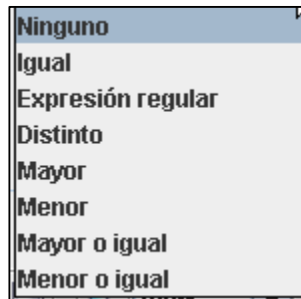 Ninguno
Igual
Expresión regular
Distinto
Mayor
Menor
Mayor o igual
Menor o igual